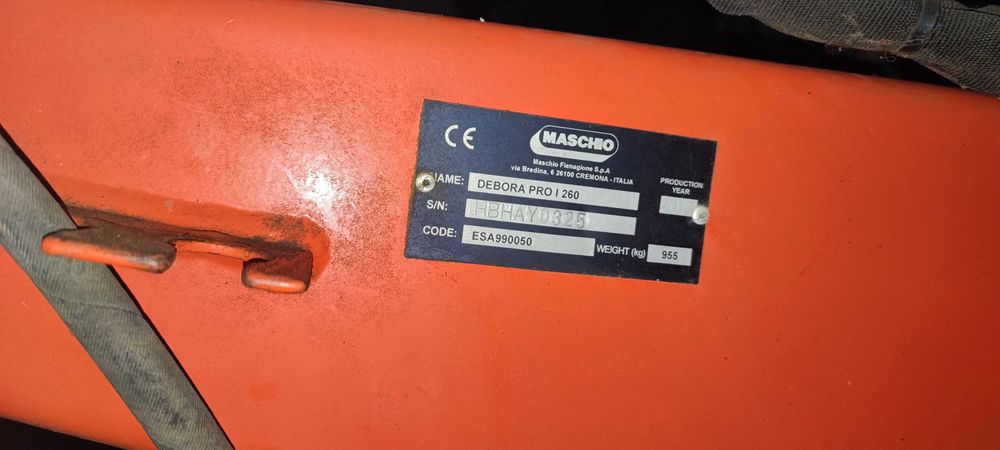 CE
MASCHIO
Maschio Fienagione S.p.A
via Bredina, 6 26100 CREMONA - ITALIA
NAME: DEBORA PRO I 260
PRODUCTION YEAR
S/N: HBHAY0325
CODE: ESA990050
WEIGHT (kg) 955